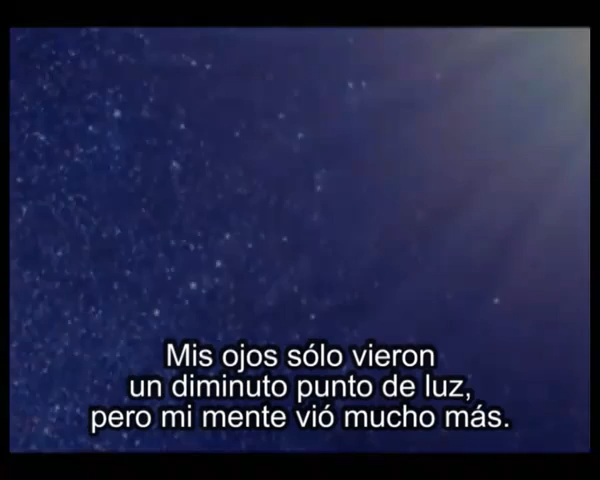 Mis ojos sólo vieron
un diminuto punto de luz,
pero mi mente vió mucho más.